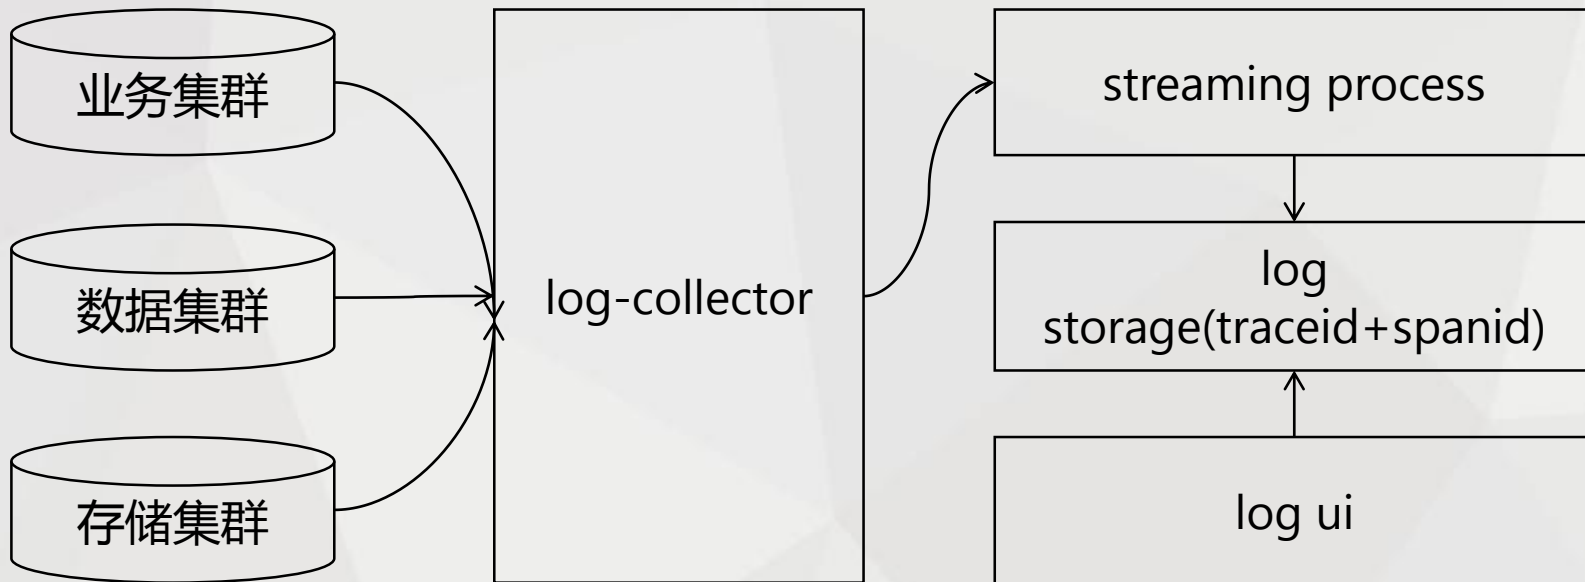 业务集群
数据集群
存储集群
log-collector
streaming process
log
storage(traceid+spanid)
log ui